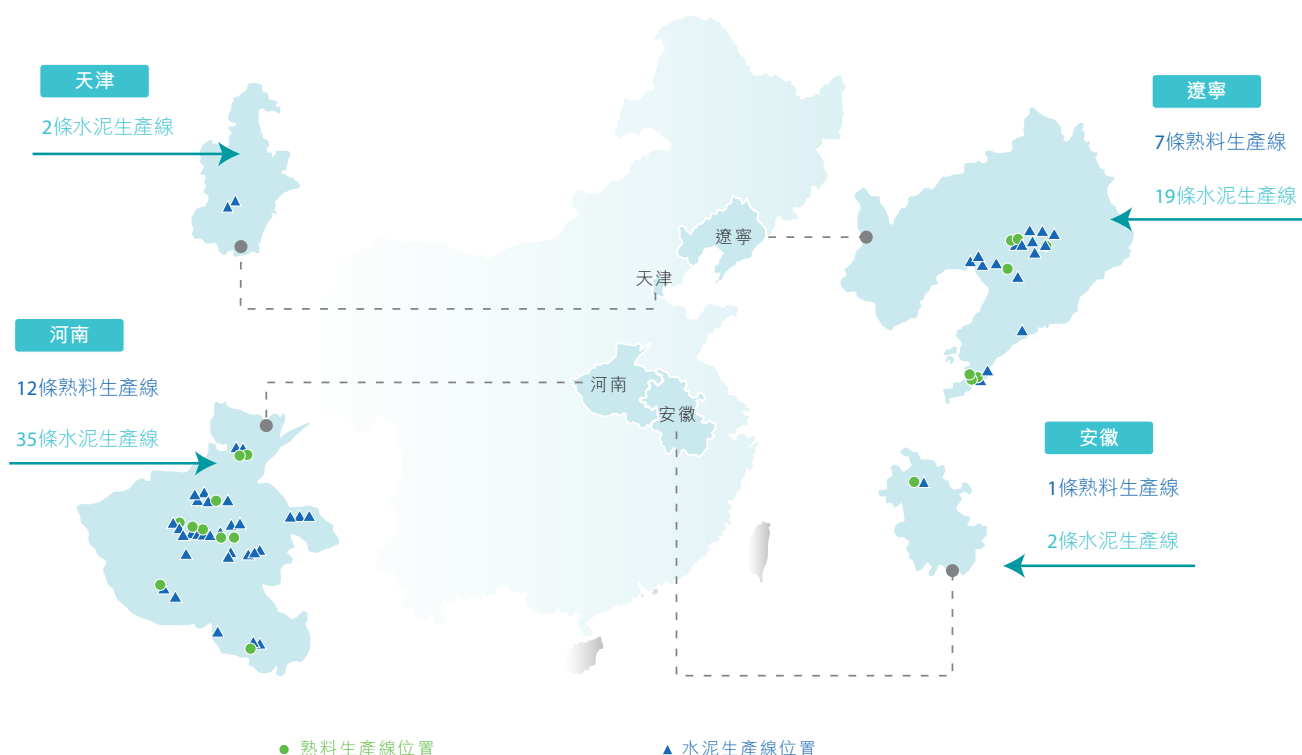 天津
2條水泥生產線
遼寧
7條熟料生產線
19條水泥生產線
遼寧
天津
河南
12條熟料生產線
35條水泥生產線
河南
安徽
安徽
1條熟料生產線
2條水泥生產線
熟料生產線位置
水泥生產線位置